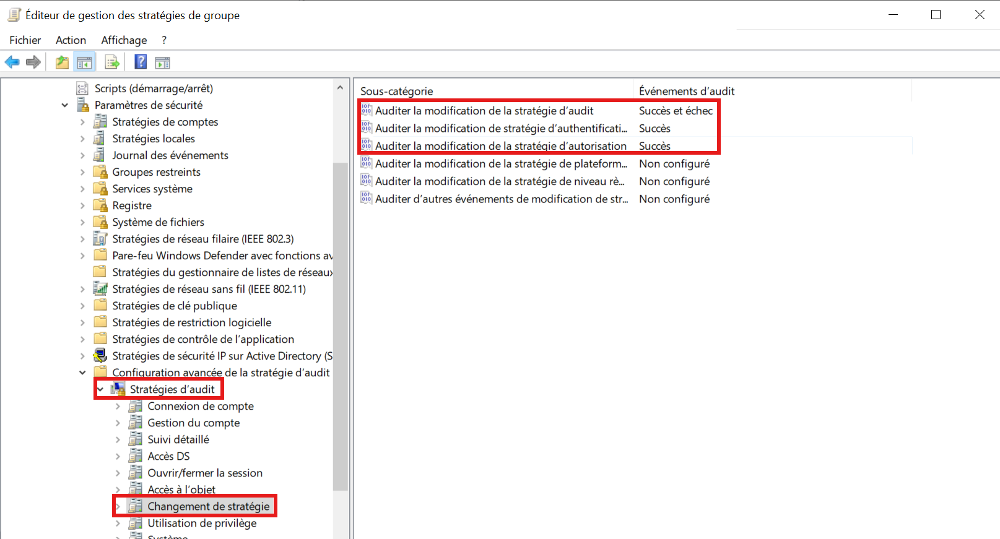 Éditeur de gestion des stratégies de groupe
Fichier Action Affichage ?
Scripts (démarrage/arrêt)
Paramètres de sécurité
Stratégies de comptes
Stratégies locales
Journal des événements
Groupes restreints
Services système
Registre
Système de fichiers
Stratégies de réseau filaire (IEEE 802.3)
Pare-feu Windows Defender avec fonctions av
Stratégies du gestionnaire de listes de réseaux
Stratégies de réseau sans fil (IEEE 802.11)
Stratégies de clé publique
Stratégies de restriction logicielle
Stratégies de contrôle de l’application
Stratégies de sécurité IP sur Active Directory (S
Configuration avancée de la stratégie d’audit
Stratégies d’audit
Connexion de compte
Gestion du compte
Suivi détaillé
Accès DS
Ouvrir/fermer la session
Accès à l’objet
Changement de stratégie
Utilisation de privilège
Système
Sous-catégorie Événements d’audit
Auditer la modification de la stratégie d’audit Succès et échec
Auditer la modification de stratégie d’authentificati... Succès
Auditer la modification de la stratégie d’autorisation Succès
Auditer la modification de la stratégie de plateform... Non configuré
Auditer la modification de la stratégie de niveau rè... Non configuré
Auditer d’autres événements de modification de str... Non configuré